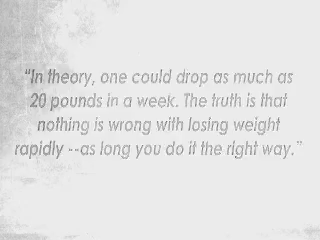 "In theory, one could drop as much as
20 pounds in a week. The truth is that
nothing is wrong with losing weight
rapidly --as long you do it the right way."